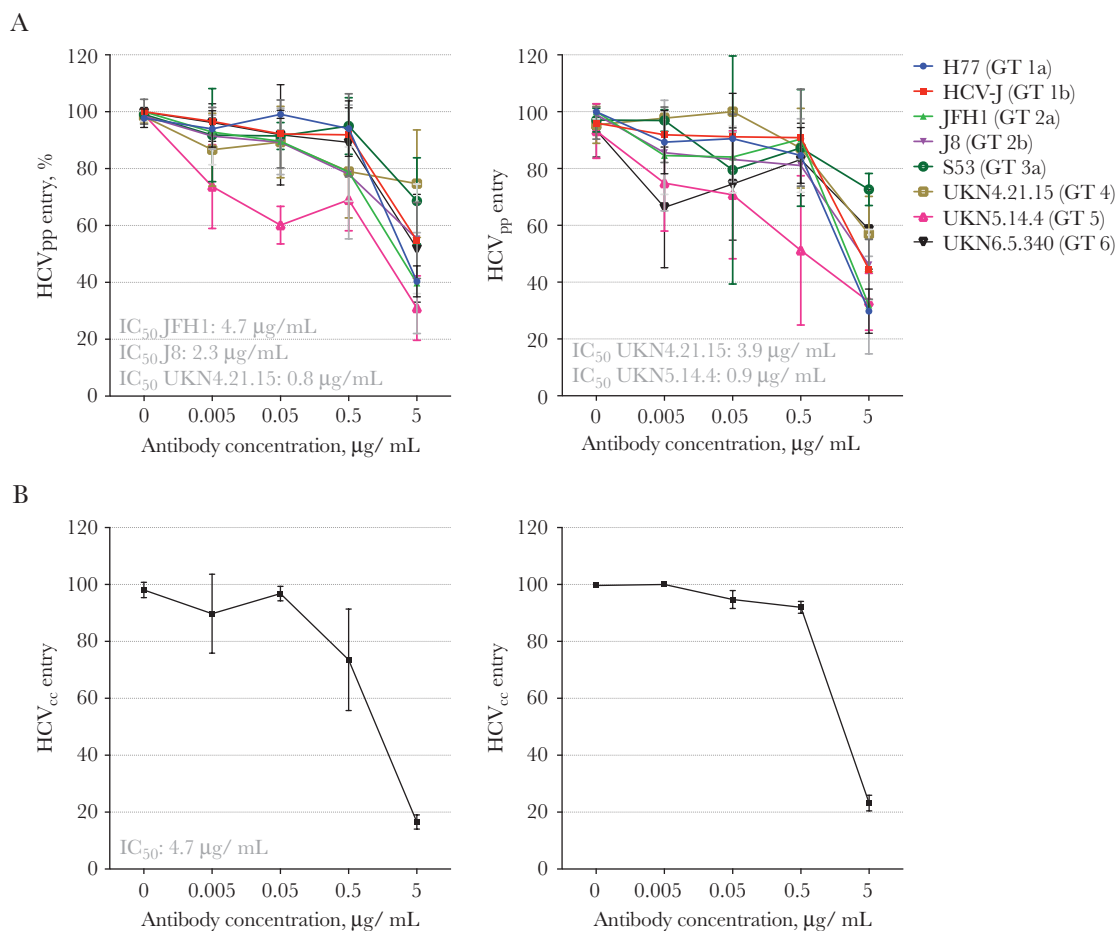 A
120
100
80
60
40
20
0
HCVpp entry, %
IC50 JFH1: 4.7 μg/mL
IC50 J8: 2.3 μg/mL
IC50 UKN4.21.15: 0.8 μg/mL
0 0.005 0.05 0.5 5
Antibody concentration, μg/ mL
120
100
80
60
40
20
0
HCVpp entry
IC50 UKN4.21.15: 3.9 μg/mL
IC50 UKN5.14.4: 0.9 μg/mL
0 0.005 0.05 0.5 5
Antibody concentration, μg/ mL
H77 (GT 1a)
HCV-J (GT 1b)
JFH1 (GT 2a)
J8 (GT 2b)
S53 (GT 3a)
UKN4.21.15 (GT 4)
UKN5.14.4 (GT 5)
UKN6.5.340 (GT 6)
B
120
100
80
60
40
20
0
HCVcc entry
IC50: 4.7 μg/ mL
0 0.005 0.05 0.5 5
Antibody concentration, μg/ mL
120
100
80
60
40
20
0
HCVcc entry
0 0.005 0.05 0.5 5
Antibody concentration, μg/ mL